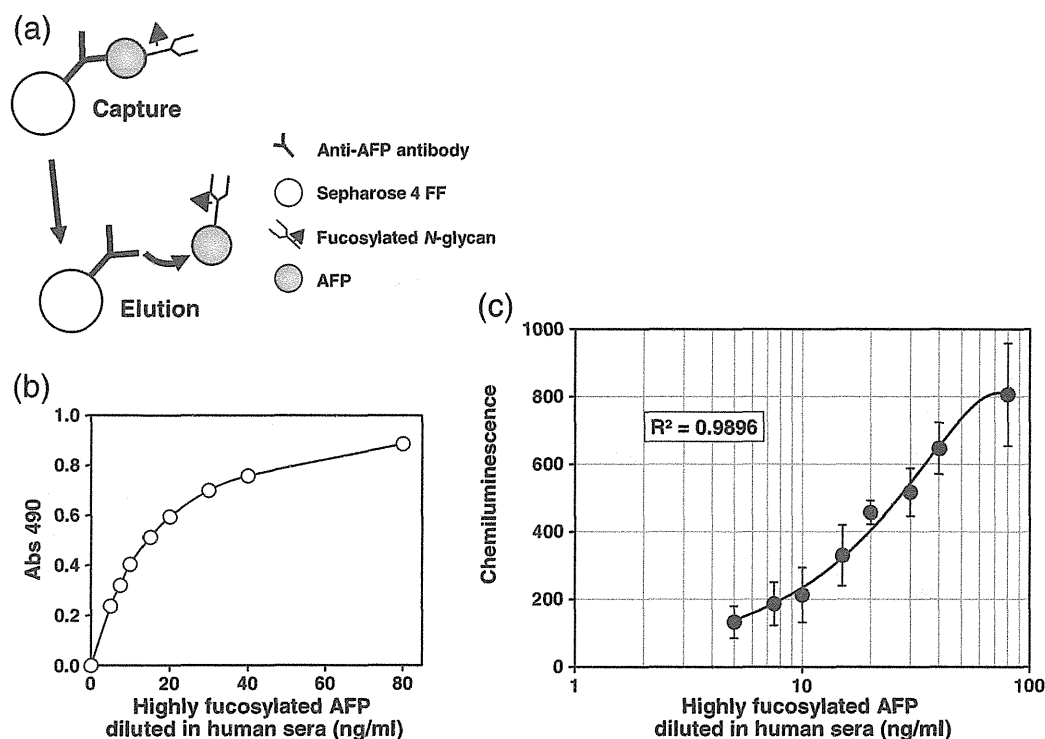 (a)
Capture
Elution
Anti-AFP antibody
Sepharose 4 FF
Fucosylated N-glycan
AFP
(b)
1.0
0.8
0.6
0.4
0.2
0.0
Abs 490
0 20 40 60 80
Highly fucosylated AFP
diluted in human sera (ng/ml)
(c)
1000
800
600
400
200
0
Chemiluminescence
R² = 0.9896
1 10 100
Highly fucosylated AFP
diluted in human sera (ng/ml)